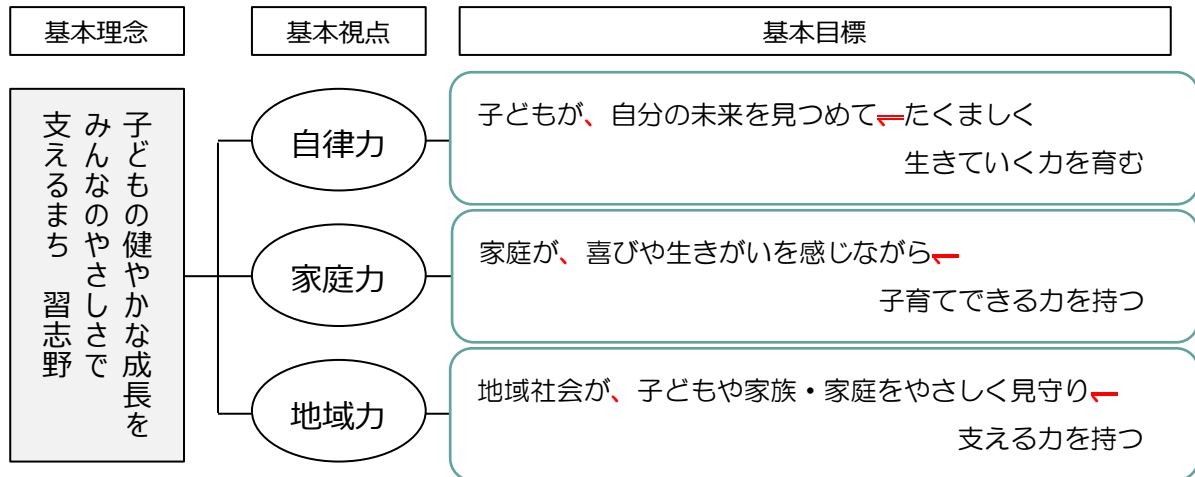 基本理念
基本視点
基本目標
子どもの健やかな成長を
みんなのやさしさで
支えるまち　習志野
自律力
子どもが、自分の未来を見つめて、たくましく
生きていく力を育む
家庭力
家庭が、喜びや生きがいを感じながら、
子育てできる力を持つ
地域力
地域社会が、子どもや家族・家庭をやさしく見守り、
支える力を持つ